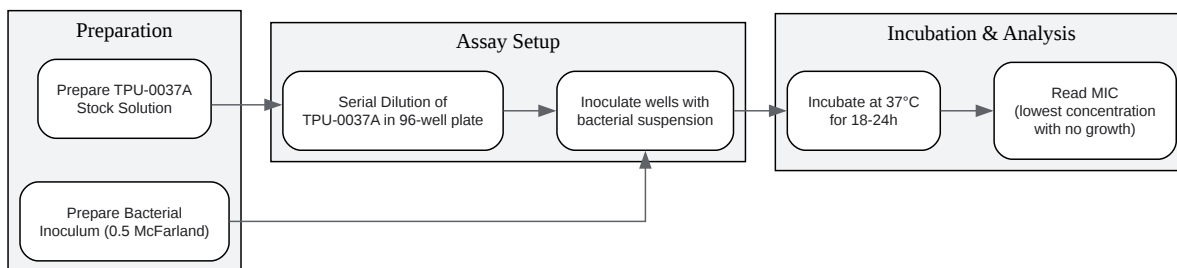 Preparation
Prepare TPU-0037A
Stock Solution
Prepare Bacterial
Inoculum (0.5 McFarland)
Assay Setup
Serial Dilution of
TPU-0037A in 96-well plate
Inoculate wells with
bacterial suspension
Incubation & Analysis
Incubate at 37°C
for 18-24h
Read MIC
(lowest concentration
with no growth)